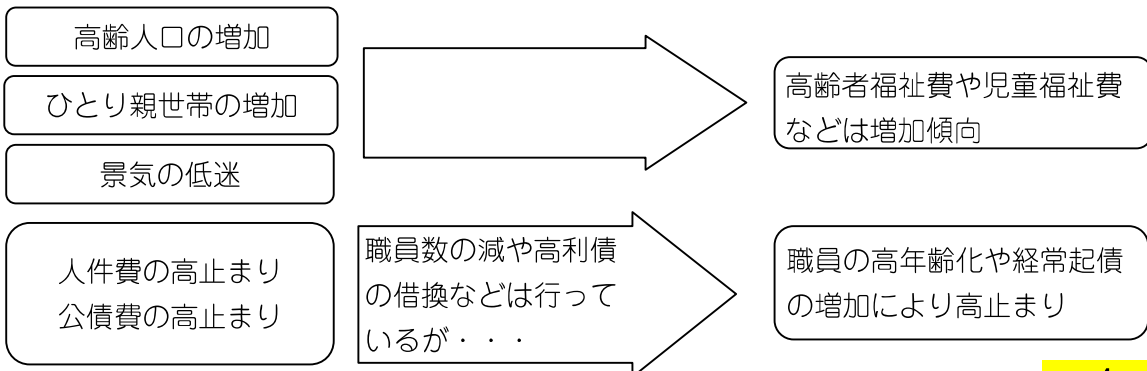 高齢人口の増加
ひとり親世帯の増加
景気の低迷
高齢者福祉費や児童福祉費
などは増加傾向
人件費の高止まり
公債費の高止まり
職員数の減や高利債
の借換などは行って
いるが・・・
職員の高年齢化や経常起債
の増加により高止まり